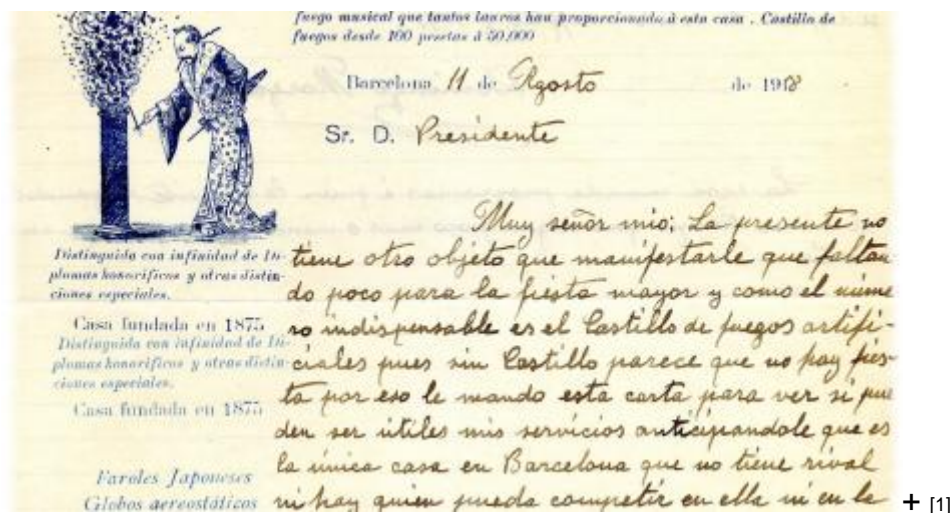 fuego musical que tantos lauros han proporcionado á esta casa . Castillo de
fuegos desde 100 pesetas á 50,000
Barcelona 11 de Agosto de 1918
Sr. D. Presidente
Muy señor mio: La presente no
tiene otro objeto que manifestarle que faltan-
do poco para la fiesta mayor y como el núme
ro indispensable es el Castillo de fuegos artifi-
ciales pues sin Castillo parece que no hay fies-
ta por eso le mando esta carta para ver si pue
den ser útiles mis servicios anticipandole que es
la única casa en Barcelona que no tiene rival
ni hay quien pueda competir en ella ni en la
Distinguida con infinidad de Di-
plomas honoríficos y otras distin-
ciones especiales.
Casa fundada en 1875
Distinguida con infinidad de Di-
plomas honoríficos y otras distin-
ciones especiales.
Casa fundada en 1875
Faroles Japoneses
Globos aereostáticos
+ [1]